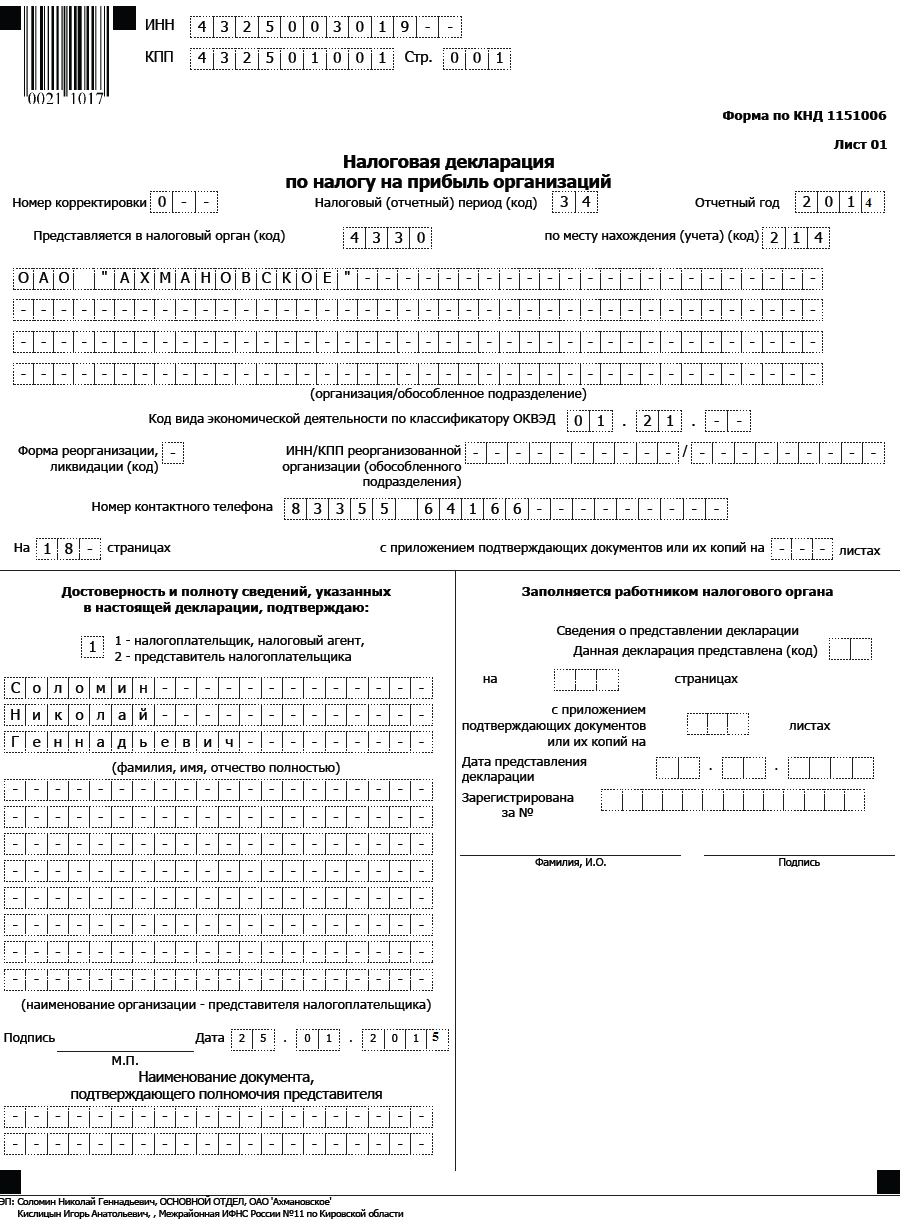 ИНН 4325003019--
КПП 432501001 Стр. 001
0021 1017
Форма по КНД 1151006
Лист 01
Налоговая декларация
по налогу на прибыль организаций
Номер корректировки 0-- Налоговый (отчетный) период (код) 34 Отчетный год 2014
Представляется в налоговый орган (код) 4330 по месту нахождения (учета) (код) 214
ОАО "АХМАНОВСКОЕ"-----------------------
----------------------------------------
----------------------------------------
----------------------------------------
(организация/обособленное подразделение)
Код вида экономической деятельности по классификатору ОКВЭД 01.21.--
Форма реорганизации, ликвидации (код) -
ИНН/КПП реорганизованной организации (обособленного подразделения) ----------/---------
Номер контактного телефона 83355 64166---------
На 18- страницах с приложением подтверждающих документов или их копий на --- листах
Достоверность и полноту сведений, указанных
в настоящей декларации, подтверждаю:
1 1 - налогоплательщик, налоговый агент,
2 - представитель налогоплательщика
Соломин-------------
Николай-------------
Геннадьевич---------
(фамилия, имя, отчество полностью)
--------------------
--------------------
--------------------
--------------------
--------------------
--------------------
--------------------
--------------------
(наименование организации - представителя налогоплательщика)
Подпись Дата 25.01.2015
М.П.
Наименование документа,
подтверждающего полномочия представителя
--------------------
--------------------
Заполняется работником налогового органа
Сведения о представлении декларации
Данная декларация представлена (код)
на страницах
с приложением
подтверждающих документов листах
или их копий на
Дата представления . .
декларации
Зарегистрирована
за №
Фамилия, И.О. Подпись
ЭП: Соломин Николай Геннадьевич, ОСНОВНОЙ ОТДЕЛ, ОАО 'Ахмановское'
Кислицын Игорь Анатольевич, , Межрайонная ИФНС России №11 по Кировской области